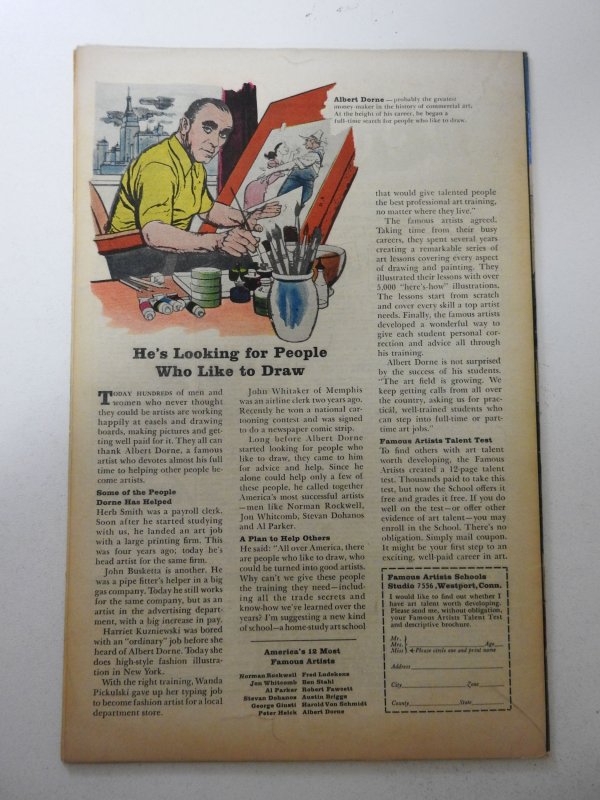 Albert Dorne — probably the greatest
money-maker in the history of commercial art.
At the height of his career, he began a
full-time search for people who like to draw.
He's Looking for People
Who Like to Draw
TODAY HUNDREDS of men and
women who never thought
they could be artists are working
happily at easels and drawing
boards, making pictures and get-
ting well paid for it. They all can
thank Albert Dorne, a famous
artist who devotes almost his full
time to helping other people be-
come artists.
Some of the People
Dorne Has Helped
Herb Smith was a payroll clerk.
Soon after he started studying
with us, he landed an art job
with a large printing firm. This
was four years ago; today he's
head artist for the same firm.
John Busketta is another. He
was a pipe fitter's helper in a big
gas company. Today he still works
for the same company, but as an
artist in the advertising depart-
ment, with a big increase in pay.
Harriet Kuzniewski was bored
with an "ordinary" job before she
heard of Albert Dorne. Today she
does high-style fashion illustra-
tion in New York.
With the right training, Wanda
Pickulski gave up her typing job
to become fashion artist for a local
department store.
John Whitaker of Memphis
was an airline clerk two years ago.
Recently he won a national car-
tooning contest and was signed
to do a newspaper comic strip.
Long before Albert Dorne
started looking for people who
like to draw, they came to him
for advice and help. Since he
alone could help only a few of
these people, he called together
America's most successful artists
—men like Norman Rockwell,
Jon Whitcomb, Stevan Dohanos
and Al Parker.
A Plan to Help Others
He said: "All over America, there
are people who like to draw, who
could be turned into good artists.
Why can't we give these people
the training they need—includ-
ing all the trade secrets and
know-how we've learned over the
years? I'm suggesting a new kind
of school—a home-study art school
America's 12 Most
Famous Artists
Norman Rockwell Fred Ludekens
Jon Whitcomb Ben Stahl
Al Parker Robert Fawcett
Stevan Dohanos Austin Briggs
George Giusti Harold Von Schmidt
Peter Helck Albert Dorne
that would give talented people
the best professional art training,
no matter where they live."
The famous artists agreed.
Taking time from their busy
careers, they spent several years
creating a remarkable series of
art lessons covering every aspect
of drawing and painting. They
illustrated their lessons with over
5,000 "here's-how" illustrations.
The lessons start from scratch
and cover every skill a top artist
needs. Finally, the famous artists
developed a wonderful way to
give each student personal cor-
rection and advice all through
his training.
Albert Dorne is not surprised
by the success of his students.
"The art field is growing. We
keep getting calls from all over
the country, asking us for prac-
tical, well-trained students who
can step into full-time or part-
time art jobs."
Famous Artists Talent Test
To find others with art talent
worth developing, the Famous
Artists created a 12-page talent
test. Thousands paid to take this
test, but now the School offers it
free and grades it free. If you do
well on the test—or offer other
evidence of art talent—you may
enroll in the School. There's no
obligation. Simply mail coupon.
It might be your first step to an
exciting, well-paid career in art.
Famous Artists Schools
Studio 7556, Westport, Conn.
I would like to find out whether I
have art talent worth developing.
Please send me, without obligation,
your Famous Artists Talent Test
and descriptive brochure.
Mr.
Mrs. Age
Miss Please circle one and print name
Address
City Zone
County State